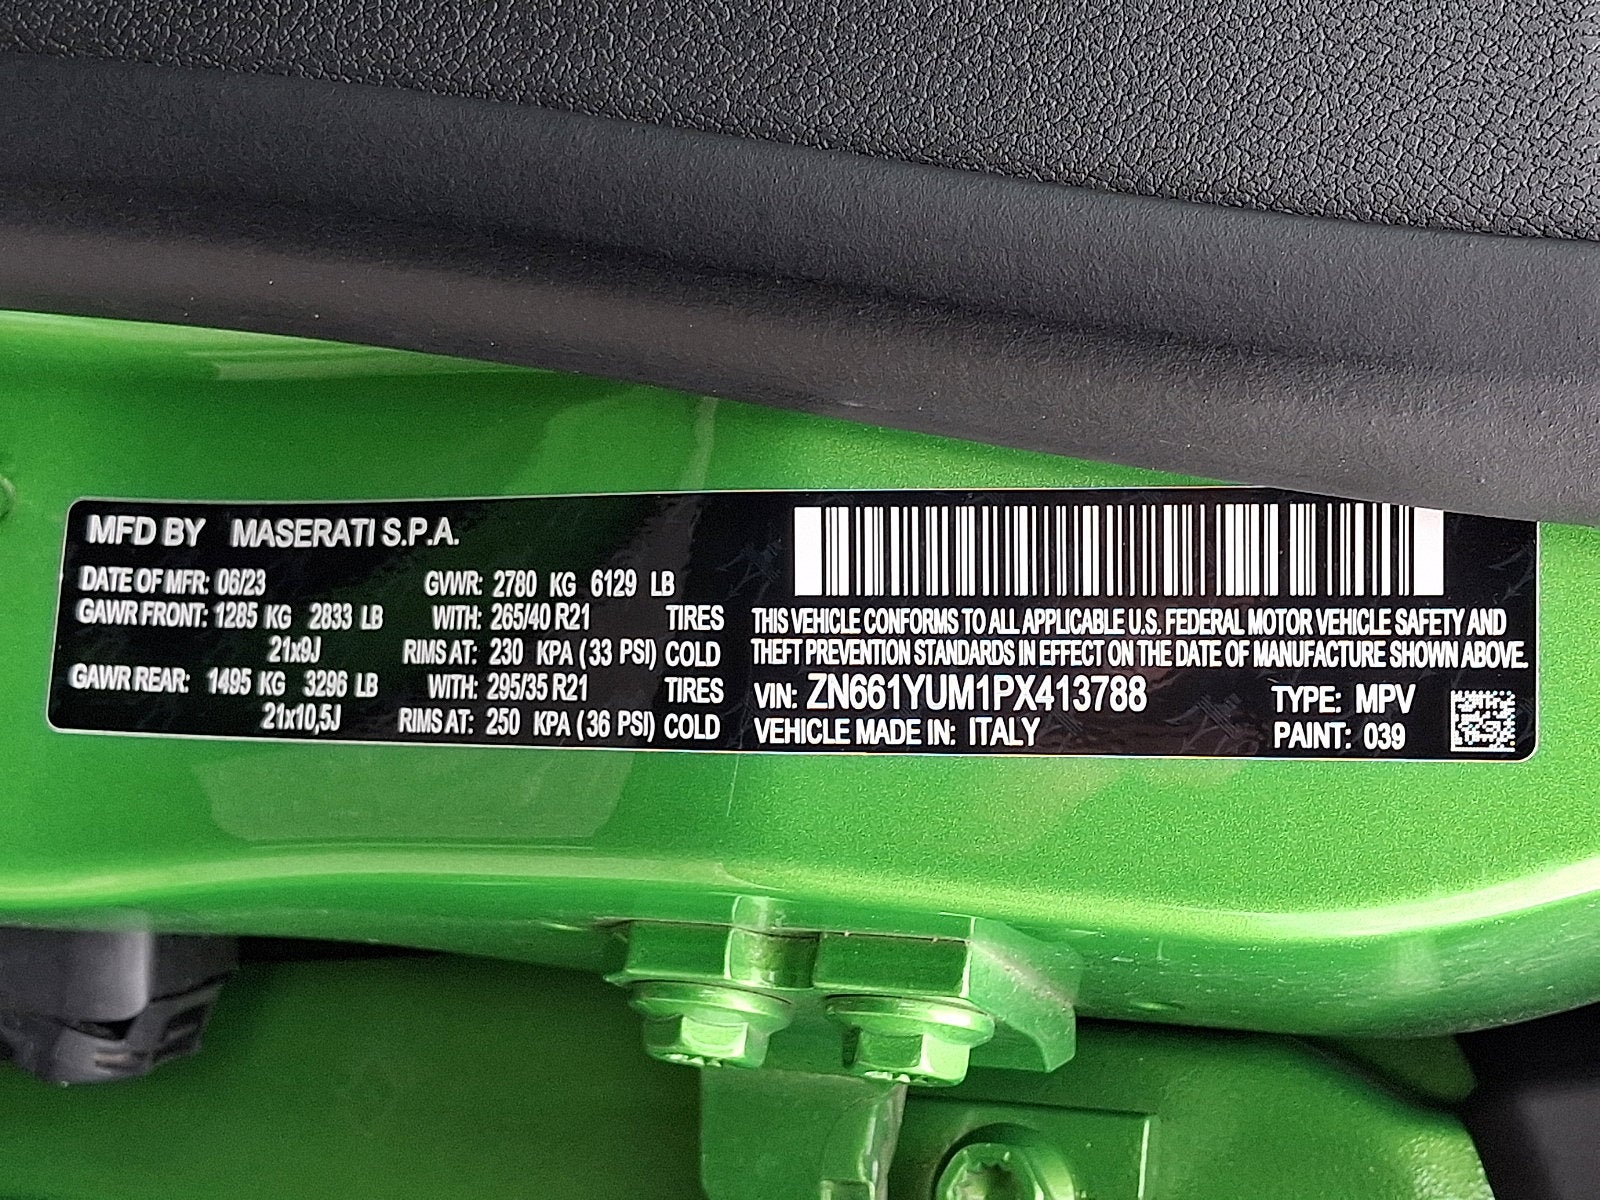 MFD BY MASERATI S.P.A.
DATE OF MFR: 06/23 GVWR: 2780 KG 6129 LB
GAWR FRONT: 1285 KG 2833 LB WITH: 265/40 R21 TIRES
21x9J RIMS AT: 230 KPA (33 PSI) COLD
GAWR REAR: 1495 KG 3296 LB WITH: 295/35 R21 TIRES
21x10,5J RIMS AT: 250 KPA (36 PSI) COLD
THIS VEHICLE CONFORMS TO ALL APPLICABLE U.S. FEDERAL MOTOR VEHICLE SAFETY AND
THEFT PREVENTION STANDARDS IN EFFECT ON THE DATE OF MANUFACTURE SHOWN ABOVE.
VIN: ZN661YUM1PX413788 TYPE: MPV
VEHICLE MADE IN: ITALY PAINT: 039